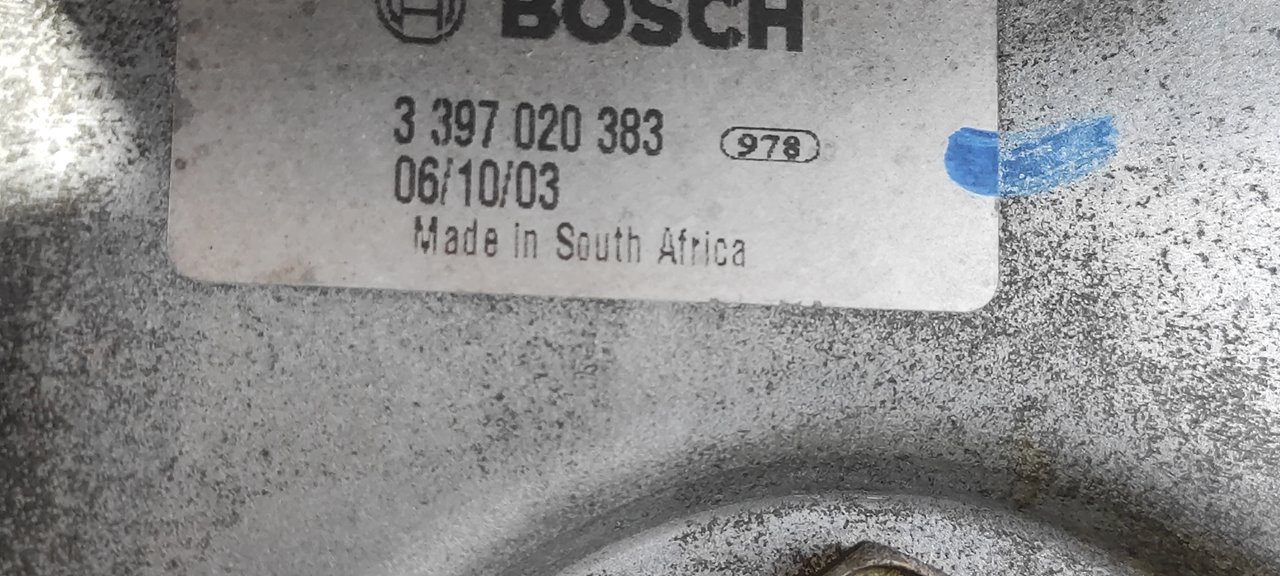 BOSCH
3 397 020 383 978
06/10/03
Made in South Africa